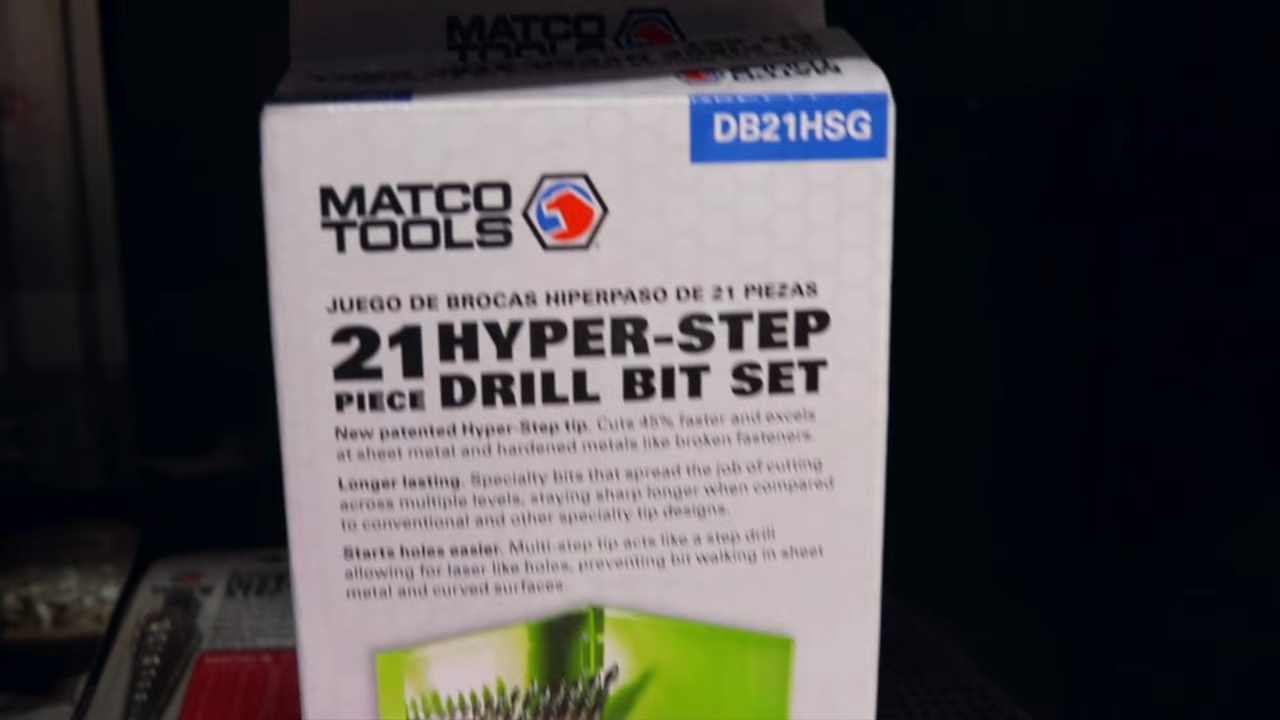 MATCO
TOOLS
DB21HSG
MATCO
TOOLS
JUEGO DE BROCAS HIPERPASO DE 21 PIEZAS
21 HYPER-STEP
PIECE DRILL BIT SET
New patented Hyper-Step tip. Cuts 45% faster and excels
at sheet metal and hardened metals like broken fasteners.
Longer lasting. Specialty bits that spread the job of cutting
across multiple levels, staying sharp longer when compared
to conventional and other specialty tip designs.
Starts holes easier. Multi-step tip acts like a step drill
allowing for laser like holes, preventing bit walking in sheet
metal and curved surfaces.